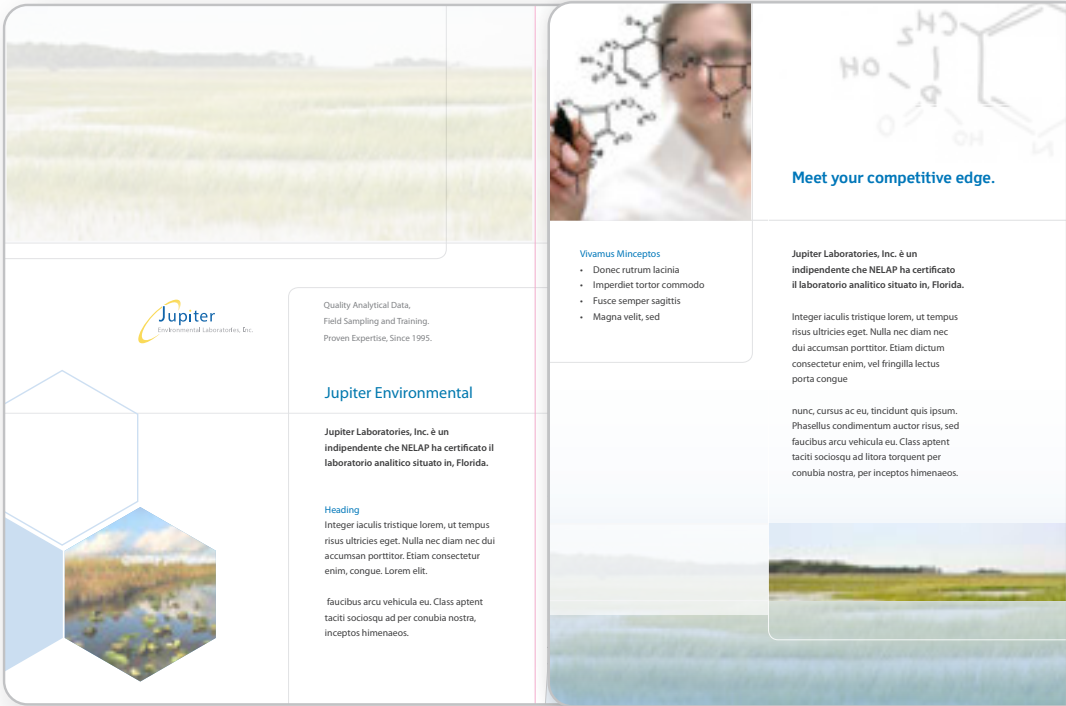 Jupiter
Environmental Laboratories, Inc.
Quality Analytical Data,
Field Sampling and Training.
Proven Expertise, Since 1995.
Jupiter Environmental
Jupiter Laboratories, Inc. è un
indipendente che NELAP ha certificato il
laboratorio analitico situato in, Florida.
Heading
Integer iaculis tristique lorem, ut tempus
risus ultricies eget. Nulla nec diam nec dui
accumsan porttitor. Etiam consectetur
enim, congue. Lorem elit.
faucibus arcu vehicula eu. Class aptent
taciti sociosqu ad per conubia nostra,
inceptos himenaeos.
CH2
HO
OH
P
O
HO
N
Meet your competitive edge.
Vivamus Minceptos
• Donec rutrum lacinia
• Imperdiet tortor commodo
• Fusce semper sagittis
• Magna velit, sed
Jupiter Laboratories, Inc. è un
indipendente che NELAP ha certificato
il laboratorio analitico situato in, Florida.
Integer iaculis tristique lorem, ut tempus
risus ultricies eget. Nulla nec diam nec
dui accumsan porttitor. Etiam dictum
consectetur enim, vel fringilla lectus
porta congue
nunc, cursus ac eu, tincidunt quis ipsum.
Phasellus condimentum auctor risus, sed
faucibus arcu vehicula eu. Class aptent
taciti sociosqu ad litora torquent per
conubia nostra, per inceptos himenaeos.